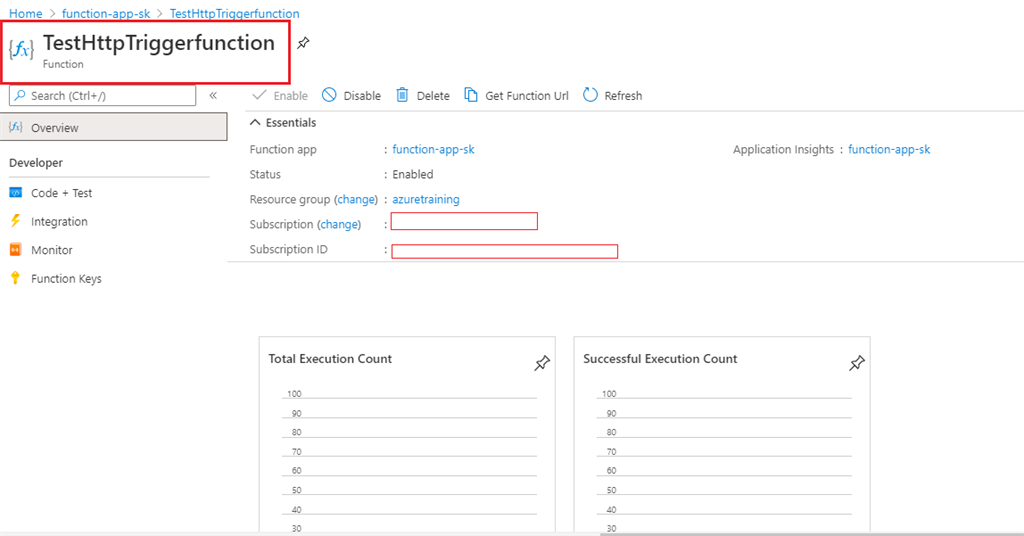 Home > function-app-sk > TestHttpTriggerfunction
{fx} TestHttpTriggerfunction
Function
Search (Ctrl+/) «
Enable Disable Delete Get Function Url Refresh
{fx} Overview
Essentials
Developer
Function app : function-app-sk Application Insights : function-app-sk
Status : Enabled
Code + Test
Resource group (change) : azuretraining
Integration
Subscription (change) :
Monitor
Subscription ID :
Function Keys
Total Execution Count
100
90
80
70
60
50
40
30
Successful Execution Count
100
90
80
70
60
50
40
30